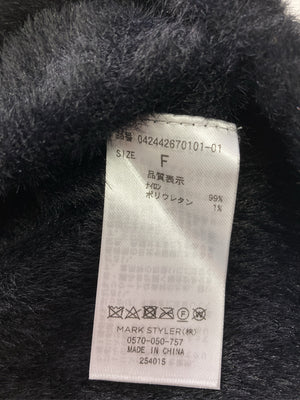 品番 042442670101-01
SIZE F
品質表示
ナイロン 99%
ポリウレタン 1%
MARK STYLER(株)
0570-050-757
MADE IN CHINA
254015